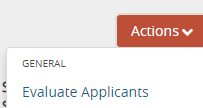 Actions
GENERAL
Evaluate Applicants